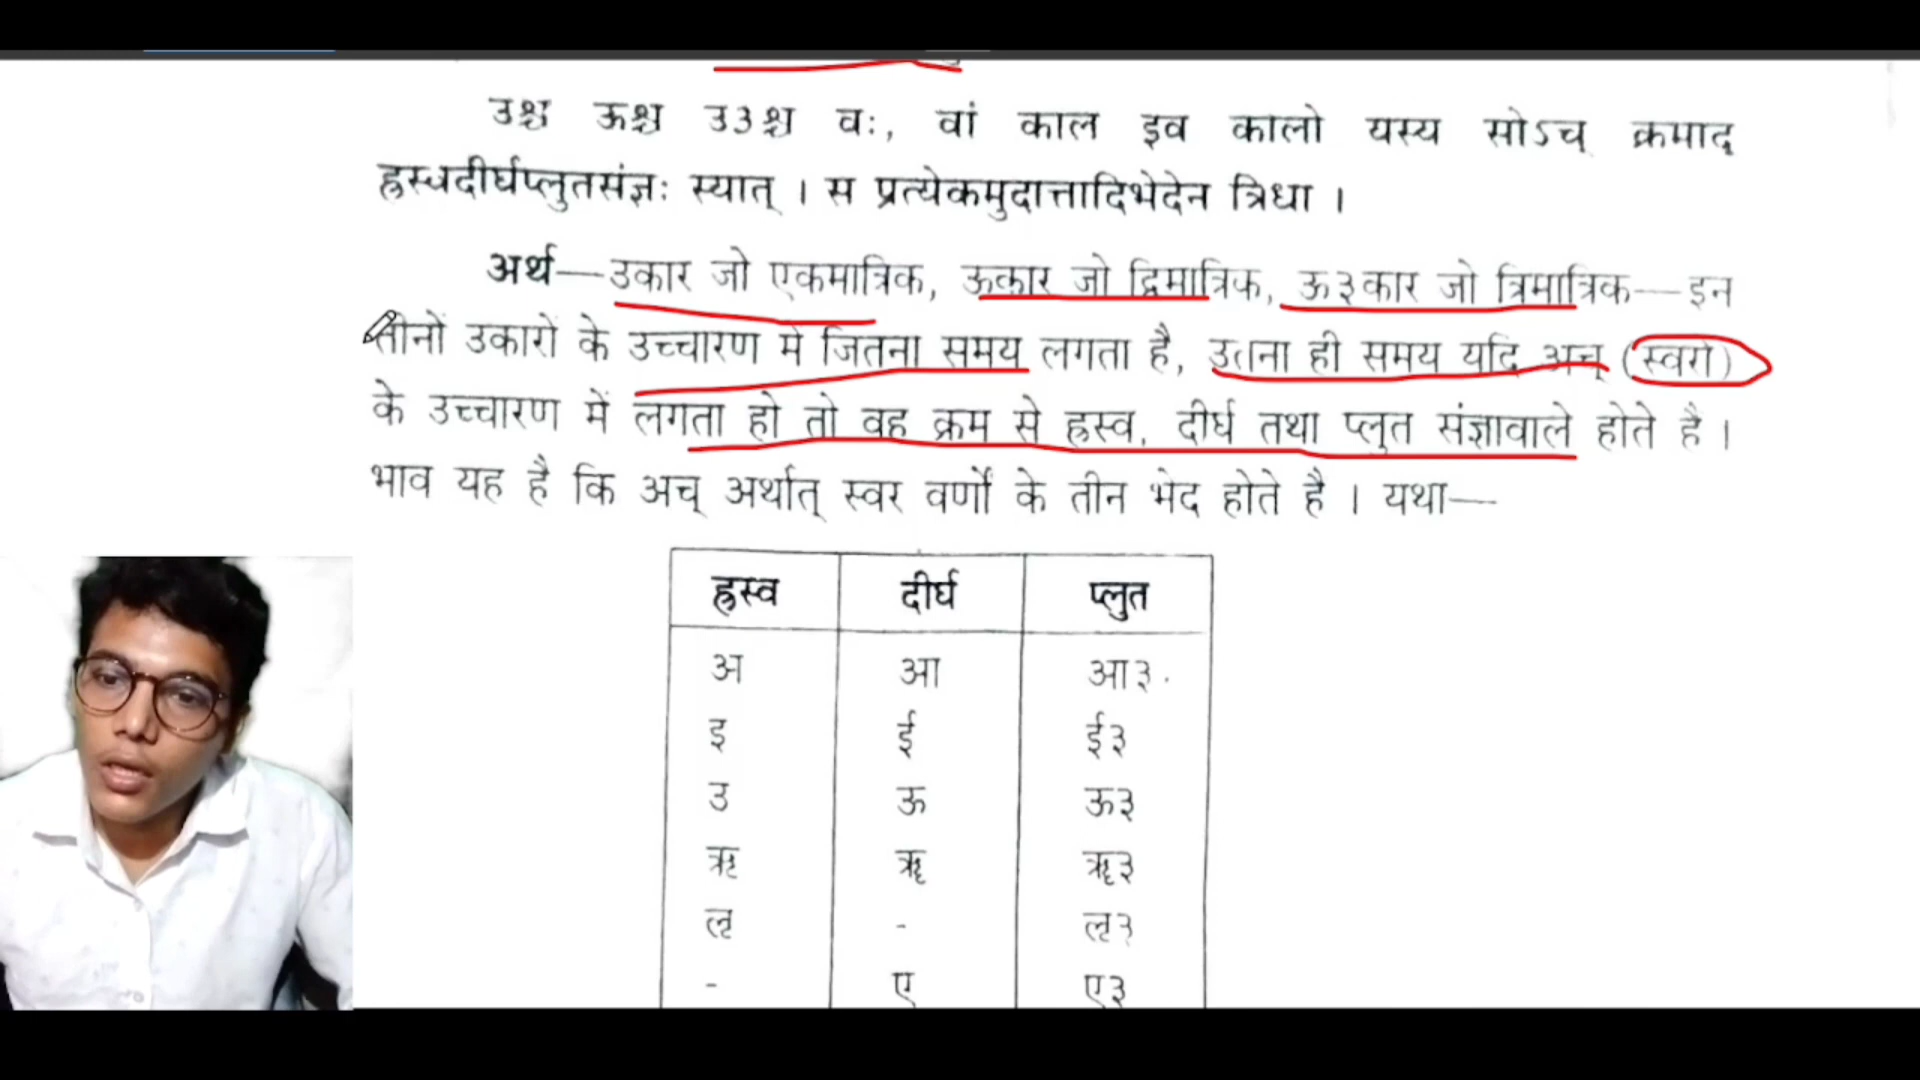 उश्च ऊश्च उ३श्च वः, वां काल इव कालो यस्य सोऽच् क्रमाद्
ह्रस्वदीर्घप्लुतसंज्ञः स्यात् । स प्रत्येकमुदात्तादिभेदेन त्रिधा ।
अर्थ—उकार जो एकमात्रिक, ऊकार जो द्विमात्रिक, ऊ३कार जो त्रिमात्रिक—इन
तीनों उकारों के उच्चारण मे जितना समय लगता है, उतना ही समय यदि अच् (स्वरों)
के उच्चारण में लगता हो तो वह क्रम से ह्रस्व, दीर्घ तथा प्लुत संज्ञावाले होते है ।
भाव यह है कि अच् अर्थात् स्वर वर्णों के तीन भेद होते है । यथा—
ह्रस्व दीर्घ प्लुत
अ आ आ३
इ ई ई३
उ ऊ ऊ३
ऋ ॠ ॠ३
लृ - लृ३
- ए ए३